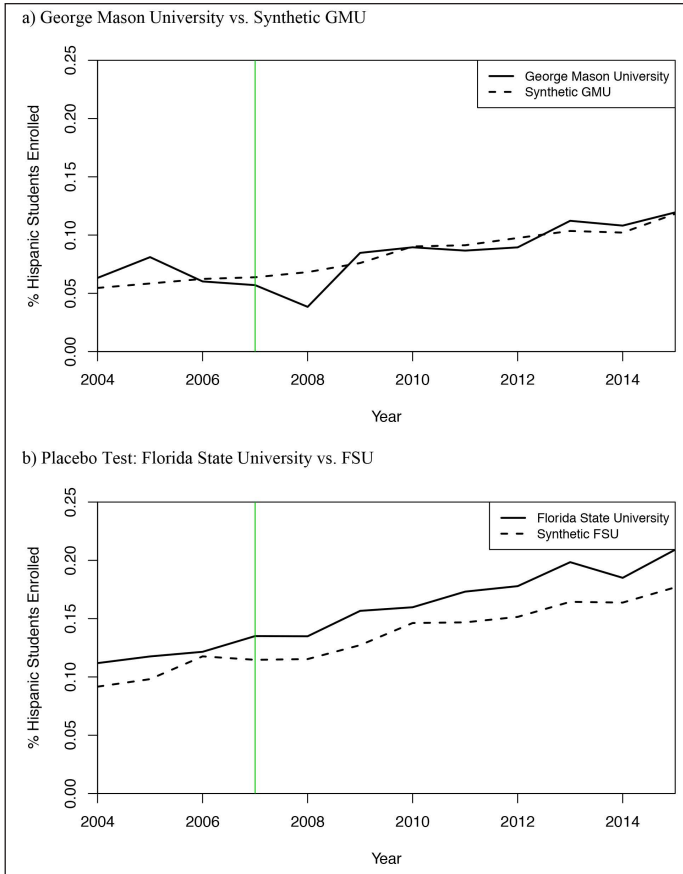 a) George Mason University vs. Synthetic GMU
George Mason University
Synthetic GMU
% Hispanic Students Enrolled
0.25
0.20
0.15
0.10
0.05
0.00
2004 2006 2008 2010 2012 2014
Year
b) Placebo Test: Florida State University vs. FSU
Florida State University
Synthetic FSU
% Hispanic Students Enrolled
0.25
0.20
0.15
0.10
0.05
0.00
2004 2006 2008 2010 2012 2014
Year